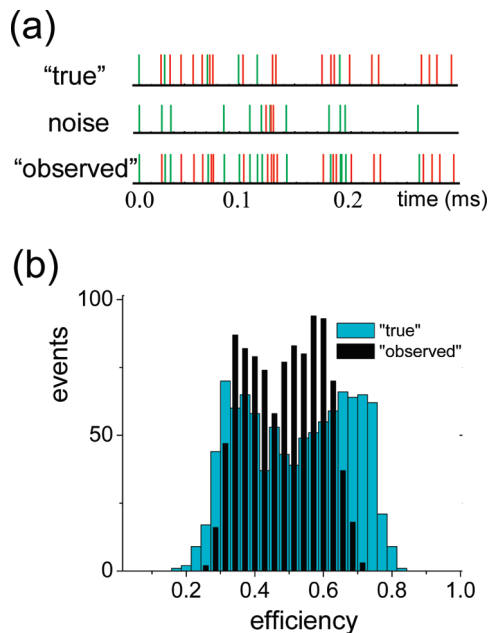 (a)
“true”
noise
“observed”
0.0 0.1 0.2 time (ms)
(b)
100
50
0
events
"true"
"observed"
0.2 0.4 0.6 0.8 1.0
efficiency